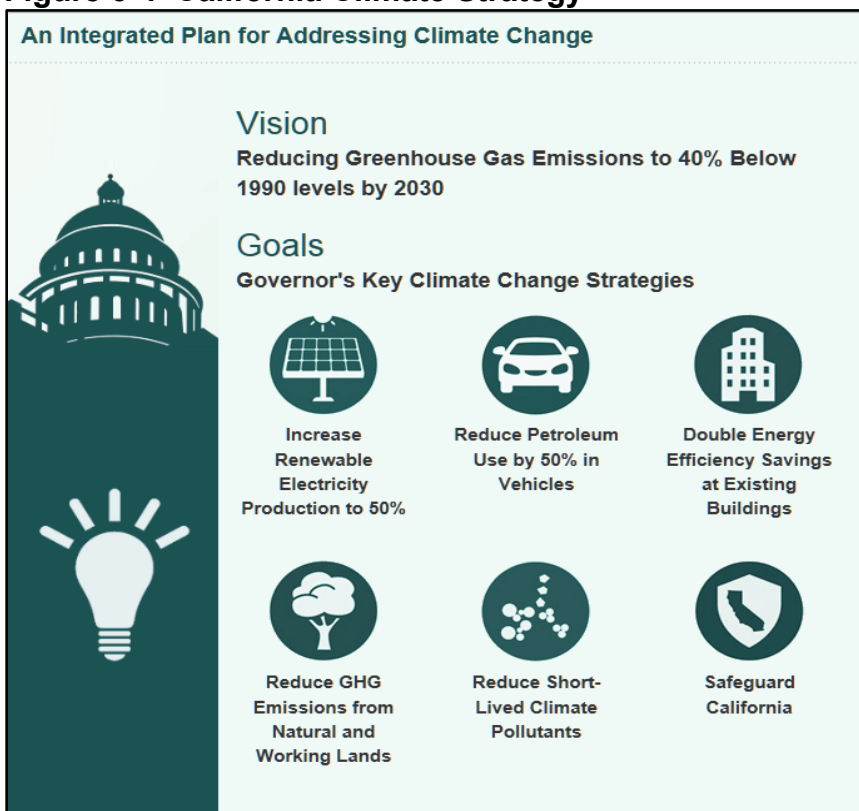 An Integrated Plan for Addressing Climate Change
Vision
Reducing Greenhouse Gas Emissions to 40% Below
1990 levels by 2030
Goals
Governor's Key Climate Change Strategies
Increase
Renewable
Electricity
Production to 50%
Reduce Petroleum
Use by 50% in
Vehicles
Double Energy
Efficiency Savings
at Existing
Buildings
Reduce GHG
Emissions from
Natural and
Working Lands
Reduce Short-
Lived Climate
Pollutants
Safeguard
California